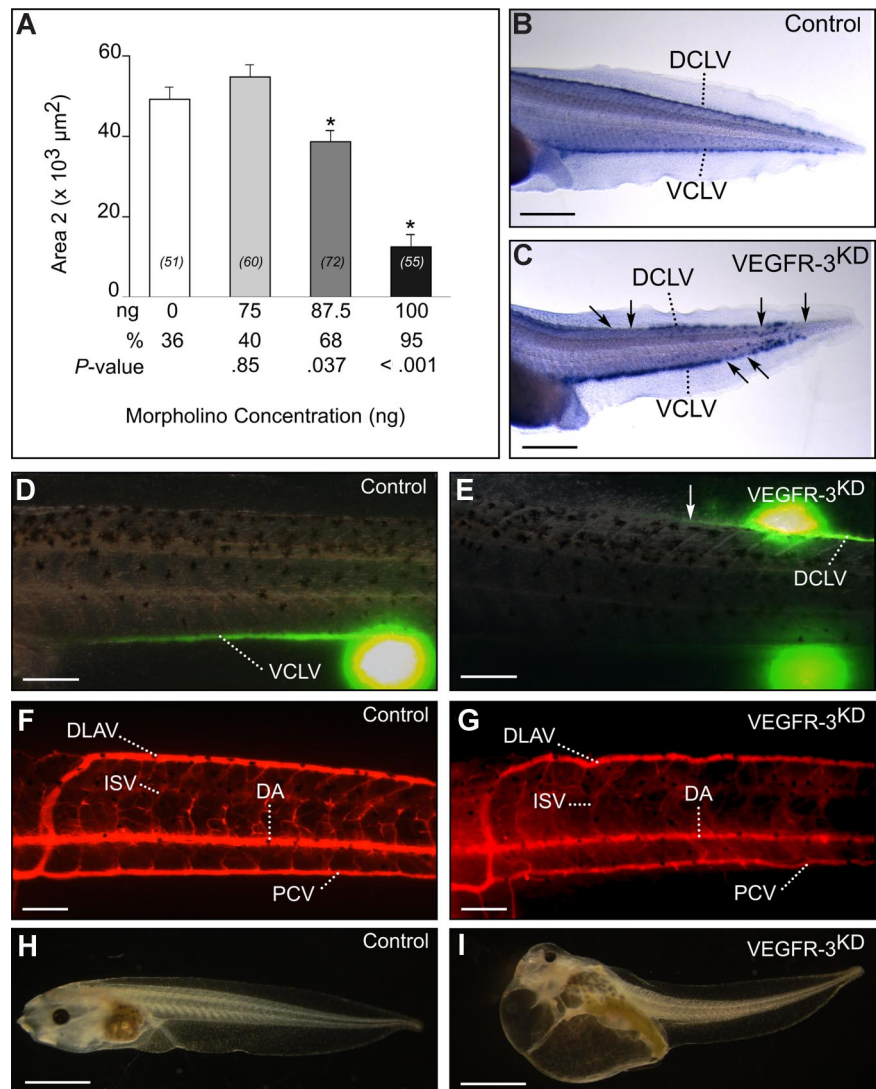 A
60
40
20
0
Area 2 (x 10³ µm²)
*
*
(51) (60) (72) (55)
ng 0 75 87.5 100
% 36 40 68 95
P-value .85 .037 < .001
Morpholino Concentration (ng)
B Control
DCLV
VCLV
C VEGFR-3ᴷᴰ
DCLV
VCLV
D Control
VCLV
E VEGFR-3ᴷᴰ
DCLV
F Control
DLAV
ISV
DA
PCV
G VEGFR-3ᴷᴰ
DLAV
ISV
DA
PCV
H Control
I VEGFR-3ᴷᴰ